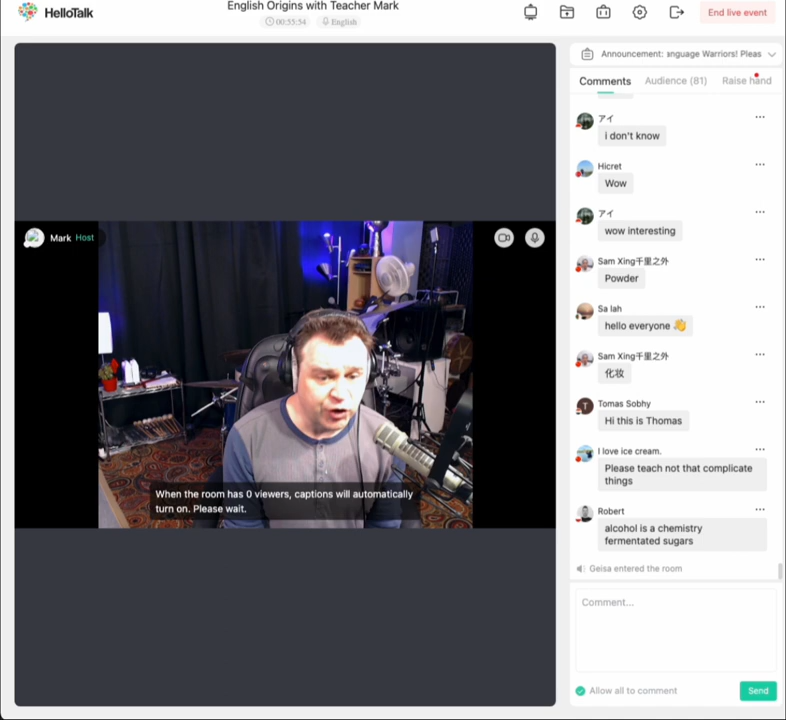 HelloTalk
English Origins with Teacher Mark
00:55:54
English
End live event
Mark Host
When the room has 0 viewers, captions will automatically
turn on. Please wait.
Announcement: anguage Warriors! Pleas
Comments Audience (81) Raise hand
アイ
i don't know
Hicret
Wow
アイ
wow interesting
Sam Xing千里之外
Powder
Sa lah
hello everyone 👋
Sam Xing千里之外
化妆
Tomas Sobhy
T
Hi this is Thomas
I love ice cream.
Please teach not that complicate
things
Robert
alcohol is a chemistry
fermentated sugars
Geisa entered the room
Comment...
Allow all to comment
Send